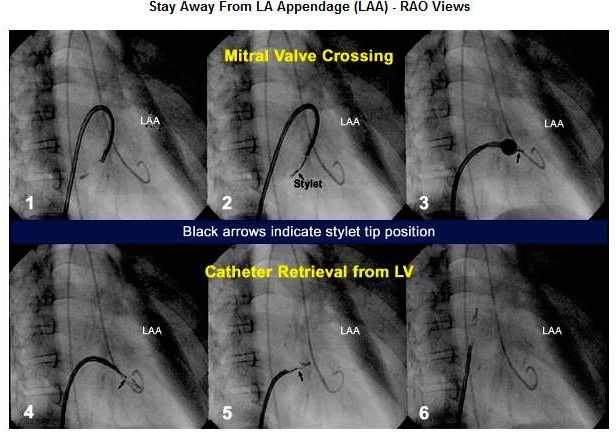 Stay Away From LA Appendage (LAA) - RAO Views
Mitral Valve Crossing
LAA
LAA
LAA
Stylet
1
2
3
Black arrows indicate stylet tip position
Catheter Retrieval from LV
LAA
LAA
LAA
4
5
6